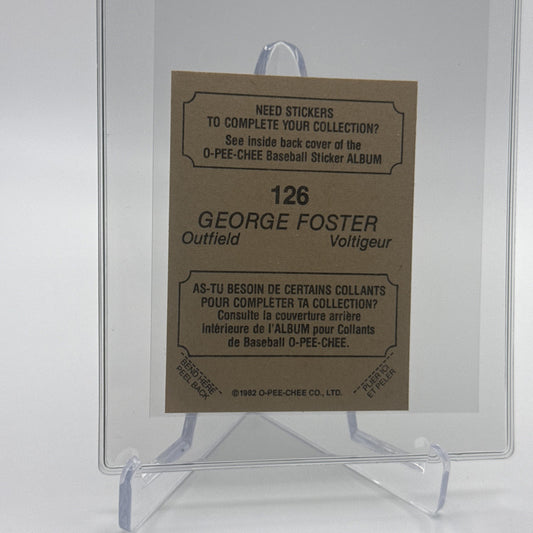 NEED STICKERS
TO COMPLETE YOUR COLLECTION?
See inside back cover of the
O-PEE-CHEE Baseball Sticker ALBUM
126
GEORGE FOSTER
Outfield Voltigeur
AS-TU BESOIN DE CERTAINS COLLANTS
POUR COMPLETER TA COLLECTION?
Consulte la couverture arrière
intérieure de l'ALBUM pour Collants
de Baseball O-PEE-CHEE.
BEND HERE
PEEL BACK
PLIER ICI
ET PELER
©1982 O-PEE-CHEE CO., LTD.